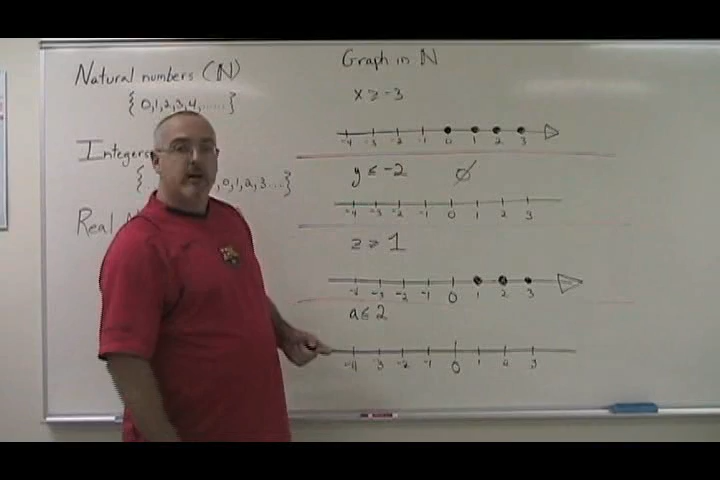 Natural numbers (ℕ)
{ 0,1,2,3,4,......}
Integers
{ , 0,1,2,3....}
Real
Graph in ℕ
x ≥ -3
-4 -3 -2 -1 0 1 2 3
y ≤ -2 ∅
-4 -3 -2 -1 0 1 2 3
z ≥ 1
-4 -3 -2 -1 0 1 2 3
a ≤ 2
-4 -3 -2 -1 0 1 2 3